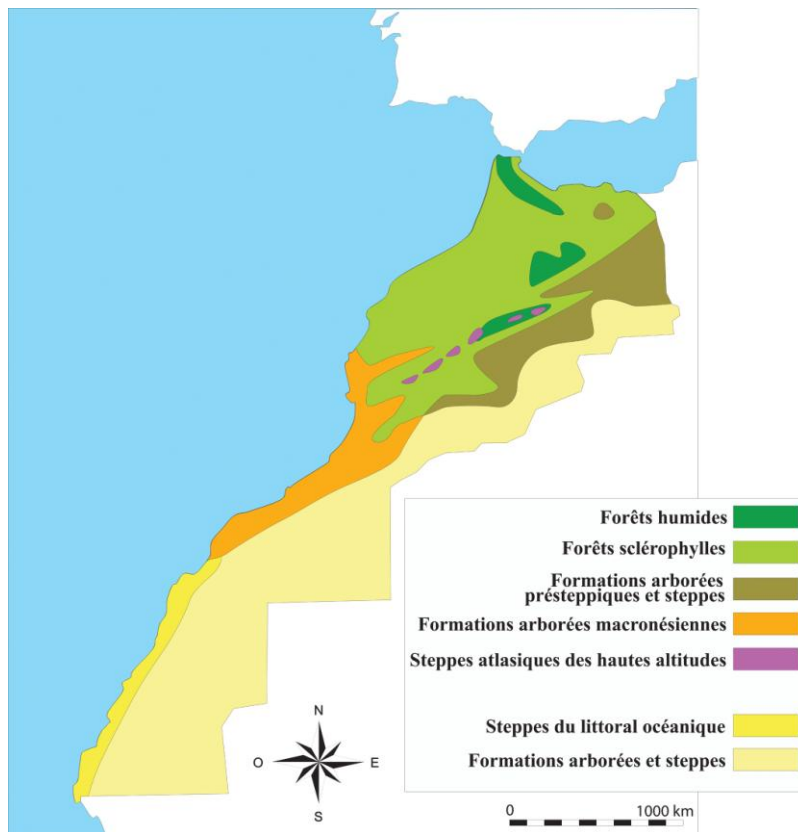 Forêts humides
Forêts sclérophylles
Formations arborées
présteppiques et steppes
Formations arborées macronésiennes
Steppes atlasiques des hautes altitudes
Steppes du littoral océanique
Formations arborées et steppes
N
O
E
S
0
1000 km